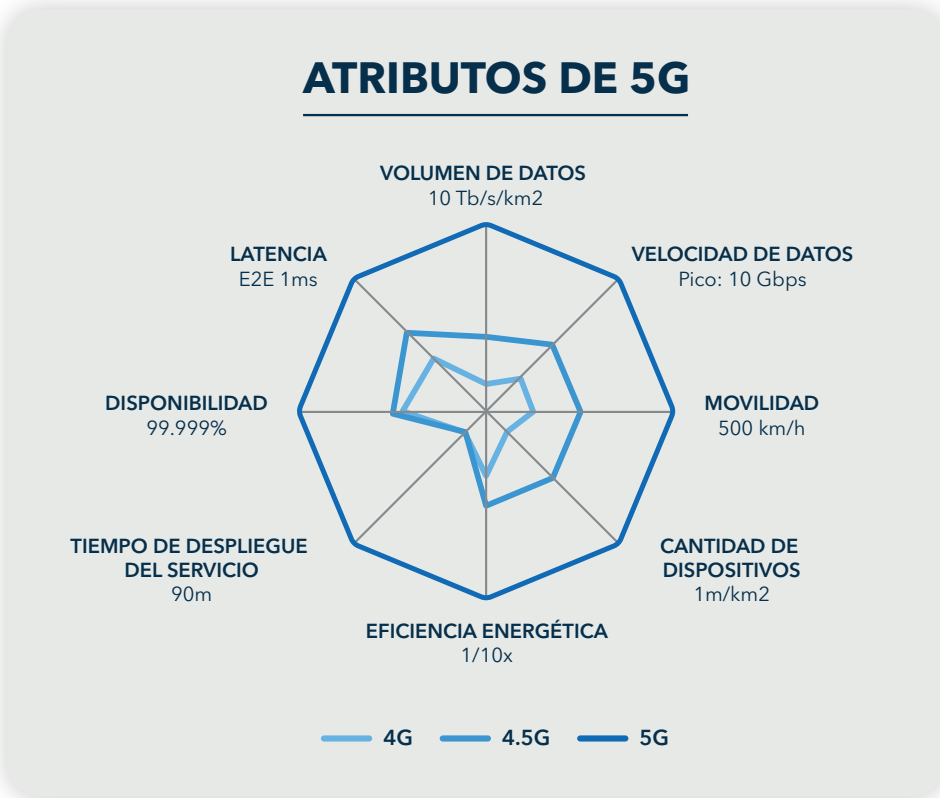 ATRIBUTOS DE 5G
VOLUMEN DE DATOS
10 Tb/s/km2
LATENCIA
E2E 1ms
VELOCIDAD DE DATOS
Pico: 10 Gbps
DISPONIBILIDAD
99.999%
MOVILIDAD
500 km/h
TIEMPO DE DESPLIEGUE
DEL SERVICIO
90m
CANTIDAD DE
DISPOSITIVOS
1m/km2
EFICIENCIA ENERGÉTICA
1/10x
4G
4.5G
5G